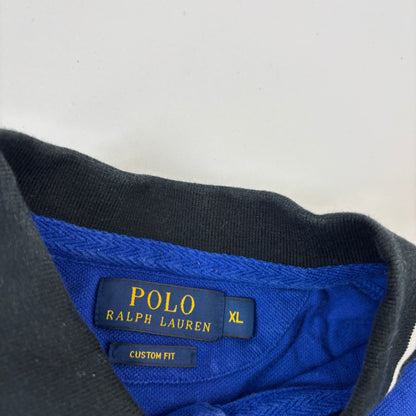 POLO
RALPH LAUREN
XL
CUSTOM FIT